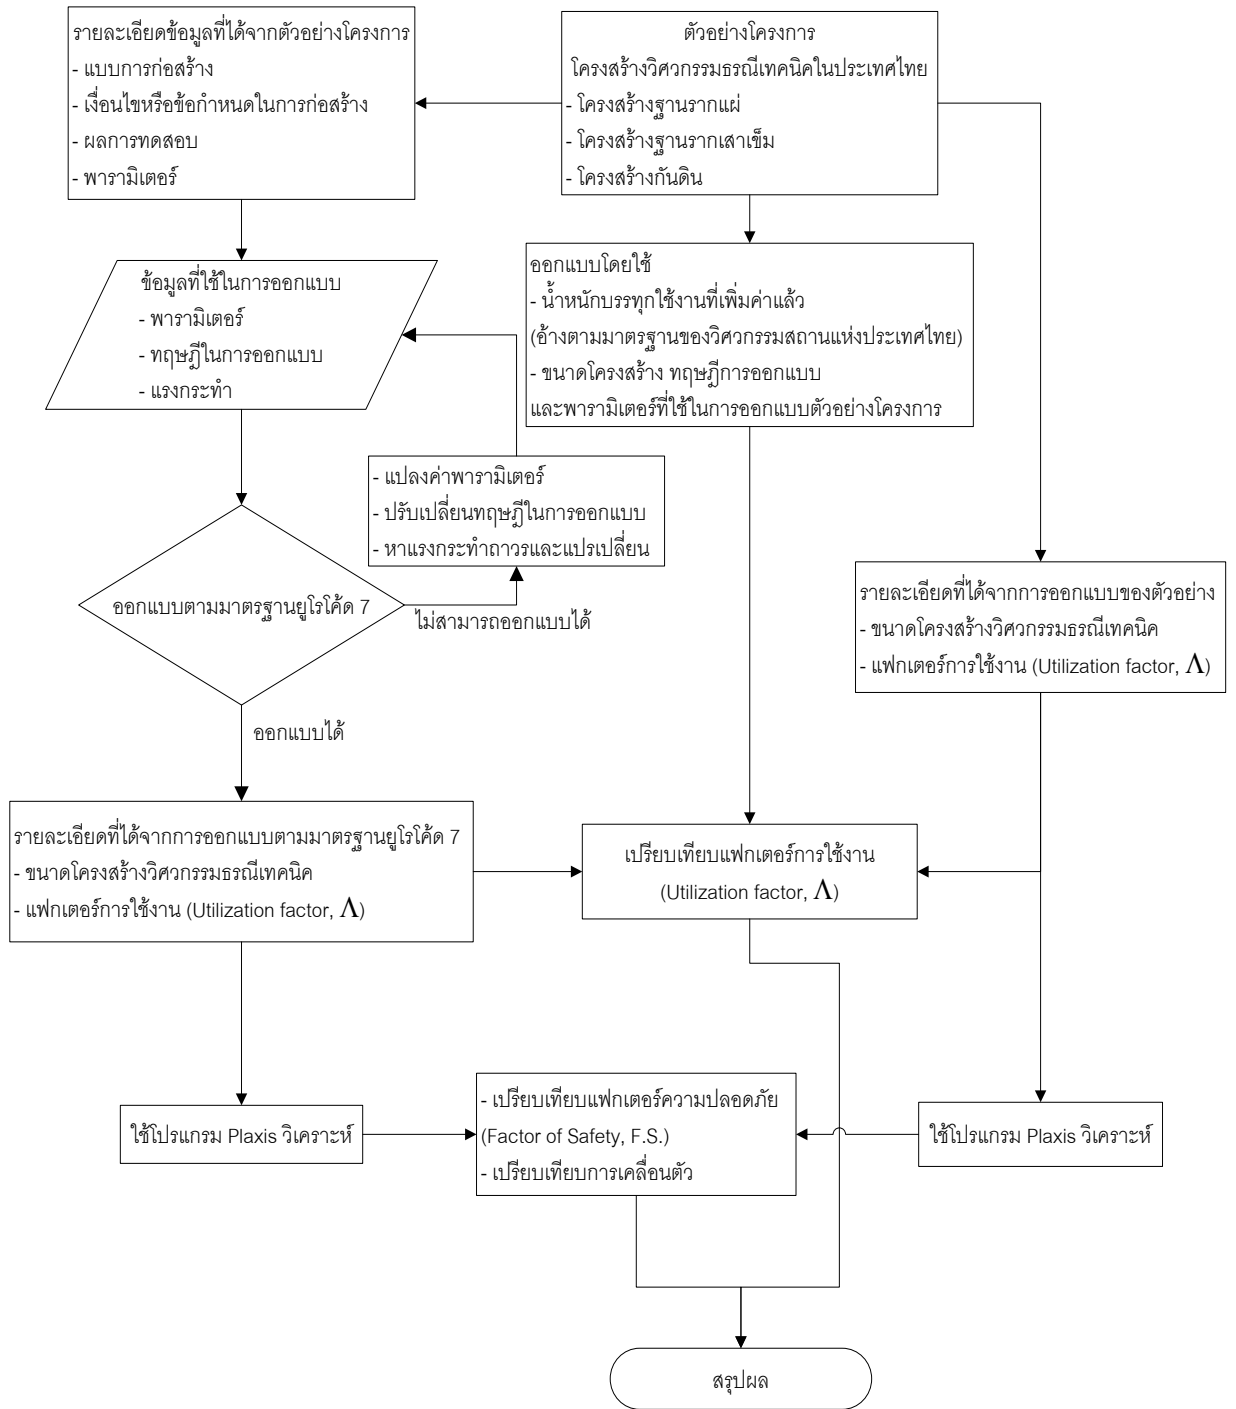 รายละเอียดข้อมูลที่ได้จากตัวอย่างโครงการ
- แบบการก่อสร้าง
- เงื่อนไขหรือข้อกำหนดในการก่อสร้าง
- ผลการทดสอบ
- พารามิเตอร์
ตัวอย่างโครงการ
โครงสร้างวิศวกรรมธรณีเทคนิคในประเทศไทย
- โครงสร้างฐานรากแผ่
- โครงสร้างฐานรากเสาเข็ม
- โครงสร้างกันดิน
ข้อมูลที่ใช้ในการออกแบบ
- พารามิเตอร์
- ทฤษฎีในการออกแบบ
- แรงกระทำ
ออกแบบโดยใช้
- น้ำหนักบรรทุกใช้งานที่เพิ่มค่าแล้ว
(อ้างตามมาตรฐานของวิศวกรรมสถานแห่งประเทศไทย)
- ขนาดโครงสร้าง ทฤษฎีการออกแบบ
และพารามิเตอร์ที่ใช้ในการออกแบบตัวอย่างโครงการ
- แปลงค่าพารามิเตอร์
- ปรับเปลี่ยนทฤษฎีในการออกแบบ
- หาแรงกระทำถาวรและแปรเปลี่ยน
ออกแบบตามมาตรฐานยูโรโค้ด 7
ไม่สามารถออกแบบได้
ออกแบบได้
รายละเอียดที่ได้จากการออกแบบของตัวอย่าง
- ขนาดโครงสร้างวิศวกรรมธรณีเทคนิค
- แฟกเตอร์การใช้งาน (Utilization factor, Λ)
รายละเอียดที่ได้จากการออกแบบตามมาตรฐานยูโรโค้ด 7
- ขนาดโครงสร้างวิศวกรรมธรณีเทคนิค
- แฟกเตอร์การใช้งาน (Utilization factor, Λ)
เปรียบเทียบแฟกเตอร์การใช้งาน
(Utilization factor, Λ)
ใช้โปรแกรม Plaxis วิเคราะห์
- เปรียบเทียบแฟกเตอร์ความปลอดภัย
(Factor of Safety, F.S.)
- เปรียบเทียบการเคลื่อนตัว
ใช้โปรแกรม Plaxis วิเคราะห์
สรุปผล